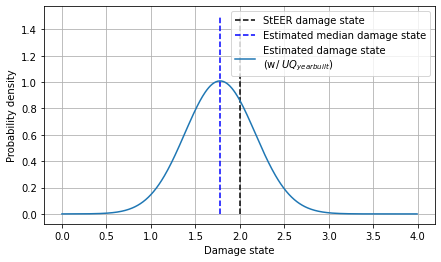 StEER damage state
Estimated median damage state
Estimated damage state
(w/ UQ_{yearbuilt})
1.4
1.2
1.0
0.8
0.6
0.4
0.2
0.0
Probability density
0.0 0.5 1.0 1.5 2.0 2.5 3.0 3.5 4.0
Damage state